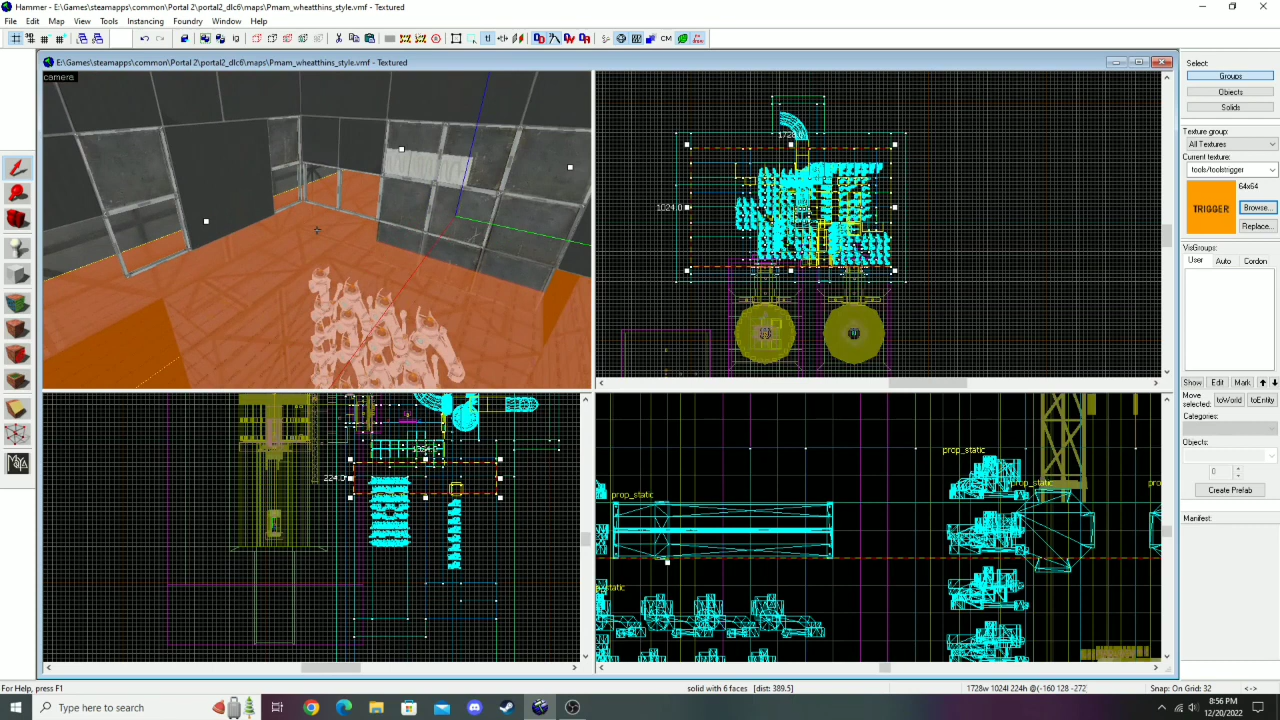 Hammer - E:\Games\steamapps\common\Portal 2\portal2_dlc6\maps\Pmam_wheatthins_style.vmf - Textured
File Edit Map View Tools Instancing Foundry Window Help
E:\Games\steamapps\common\Portal 2\portal2_dlc6\maps\Pmam_wheatthins_style.vmf - Textured
camera
1728.0
1024.0
224.0
prop_static
prop_static
prop_static
Select:
Groups
Objects
Solids
Texture group:
All Textures
Current texture:
tools/toolstrigger
64x64
TRIGGER
Browse...
Replace...
VisGroups:
User Auto Cordon
Show Edit Mark
Move selected: toWorld toEntity
Categories:
Objects:
0
Create Prefab
Manifest:
For Help, press F1
solid with 6 faces [dist: 389.5]
1728w 1024l 224h @(-160 128 -272)
Snap: On Grid: 32
<->
Type here to search
8:56 PM
12/20/2022